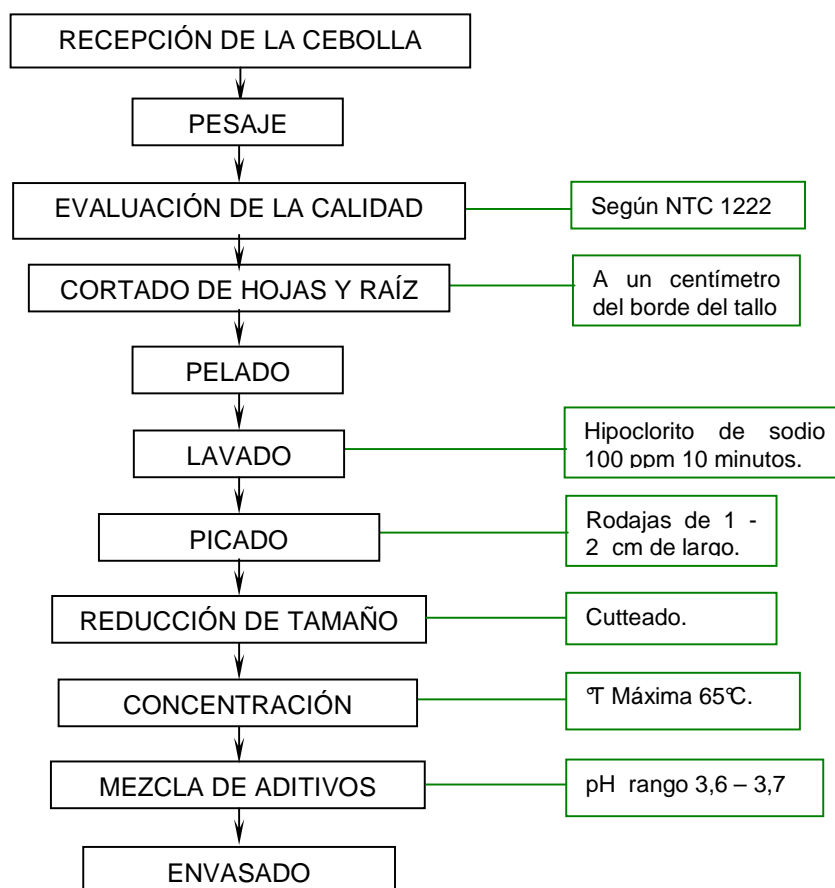 RECEPCIÓN DE LA CEBOLLA
PESAJE
EVALUACIÓN DE LA CALIDAD
Según NTC 1222
CORTADO DE HOJAS Y RAÍZ
A un centímetro
del borde del tallo
PELADO
LAVADO
Hipoclorito de sodio
100 ppm 10 minutos.
PICADO
Rodajas de 1 -
2 cm de largo.
REDUCCIÓN DE TAMAÑO
Cutteado.
CONCENTRACIÓN
°T Máxima 65°C.
MEZCLA DE ADITIVOS
pH rango 3,6 – 3,7
ENVASADO